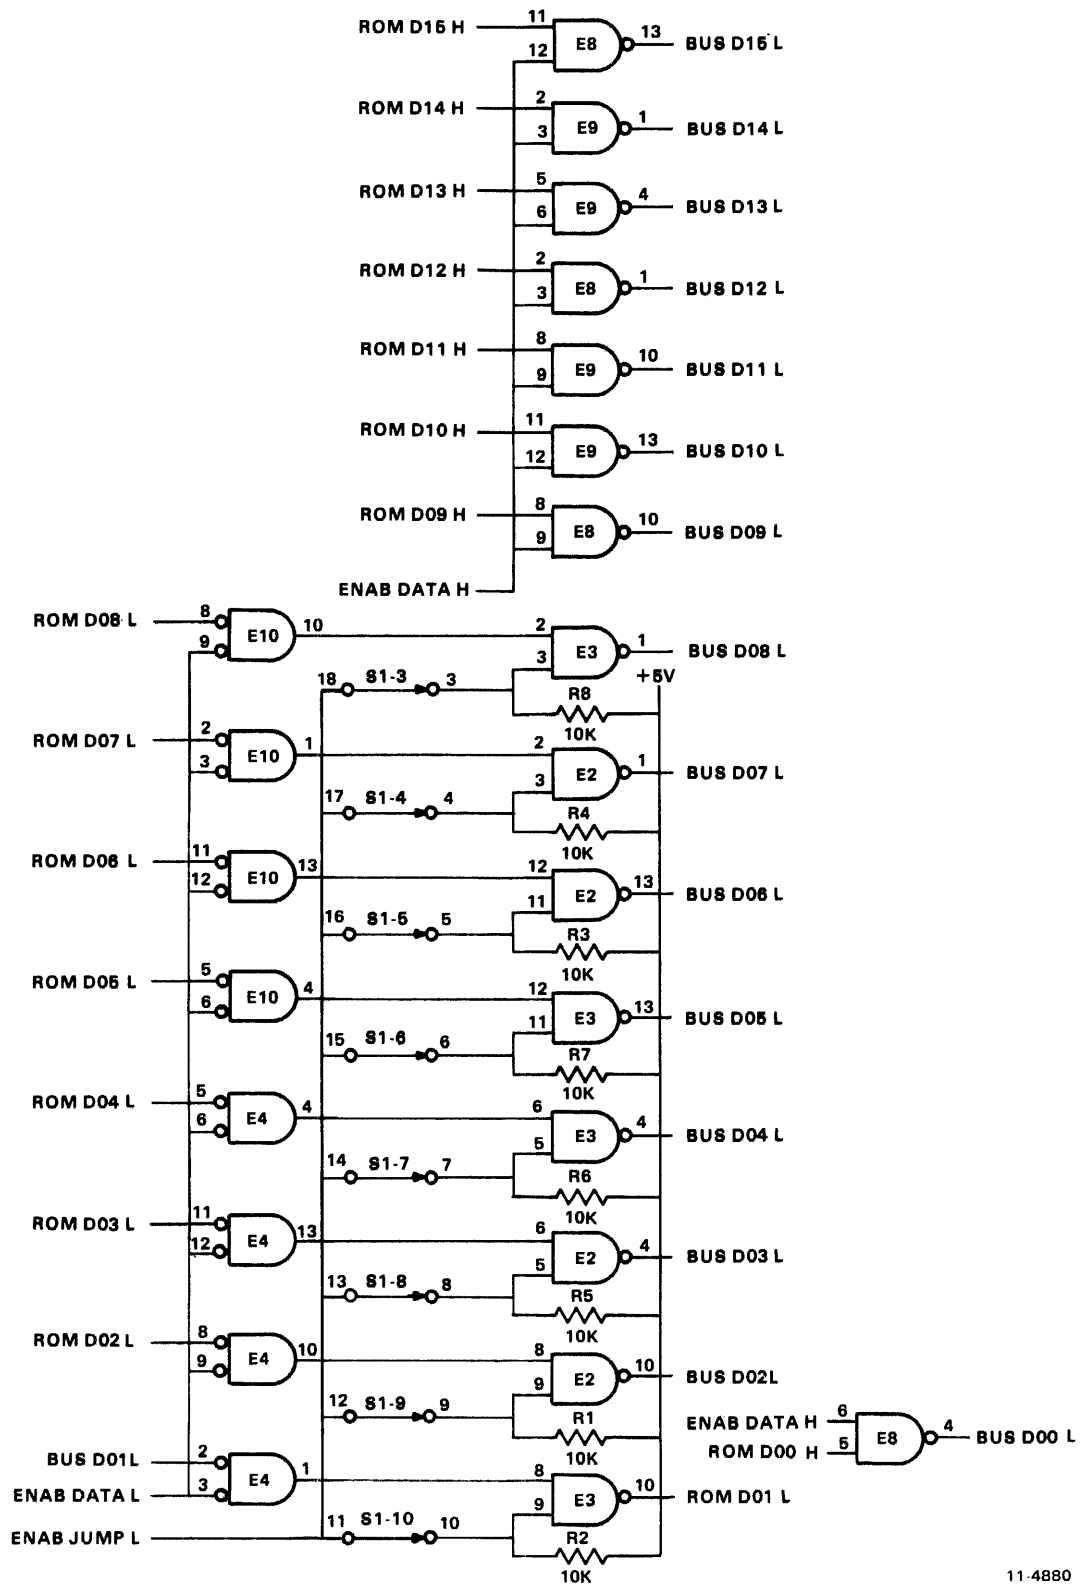 ROM D15 H 11 12 E8 13 BUS D15 L
ROM D14 H 2 3 E9 1 BUS D14 L
ROM D13 H 5 6 E9 4 BUS D13 L
ROM D12 H 2 3 E8 1 BUS D12 L
ROM D11 H 8 9 E9 10 BUS D11 L
ROM D10 H 11 12 E9 13 BUS D10 L
ROM D09 H 8 9 E8 10 BUS D09 L
ENAB DATA H
ROM D08 L 8 9 E10 10 2 3 E3 1 BUS D08 L
+5V
18 S1-3 3 R8 10K
ROM D07 L 2 3 E10 1 2 3 E2 1 BUS D07 L
17 S1-4 4 R4 10K
ROM D06 L 11 12 E10 13 12 11 E2 13 BUS D06 L
16 S1-5 5 R3 10K
ROM D05 L 5 6 E10 4 12 11 E3 13 BUS D05 L
15 S1-6 6 R7 10K
ROM D04 L 5 6 E4 4 6 5 E3 4 BUS D04 L
14 S1-7 7 R6 10K
ROM D03 L 11 12 E4 13 6 5 E2 4 BUS D03 L
13 S1-8 8 R5 10K
ROM D02 L 8 9 E4 10 8 9 E2 10 BUS D02L
12 S1-9 9 R1 10K
ENAB DATA H 6 E8 4 BUS D00 L
ROM D00 H 5
BUS D01L 2 E4 1 8 9 E3 10 ROM D01 L
ENAB DATA L 3
ENAB JUMP L 11 S1-10 10 R2 10K
11-4880